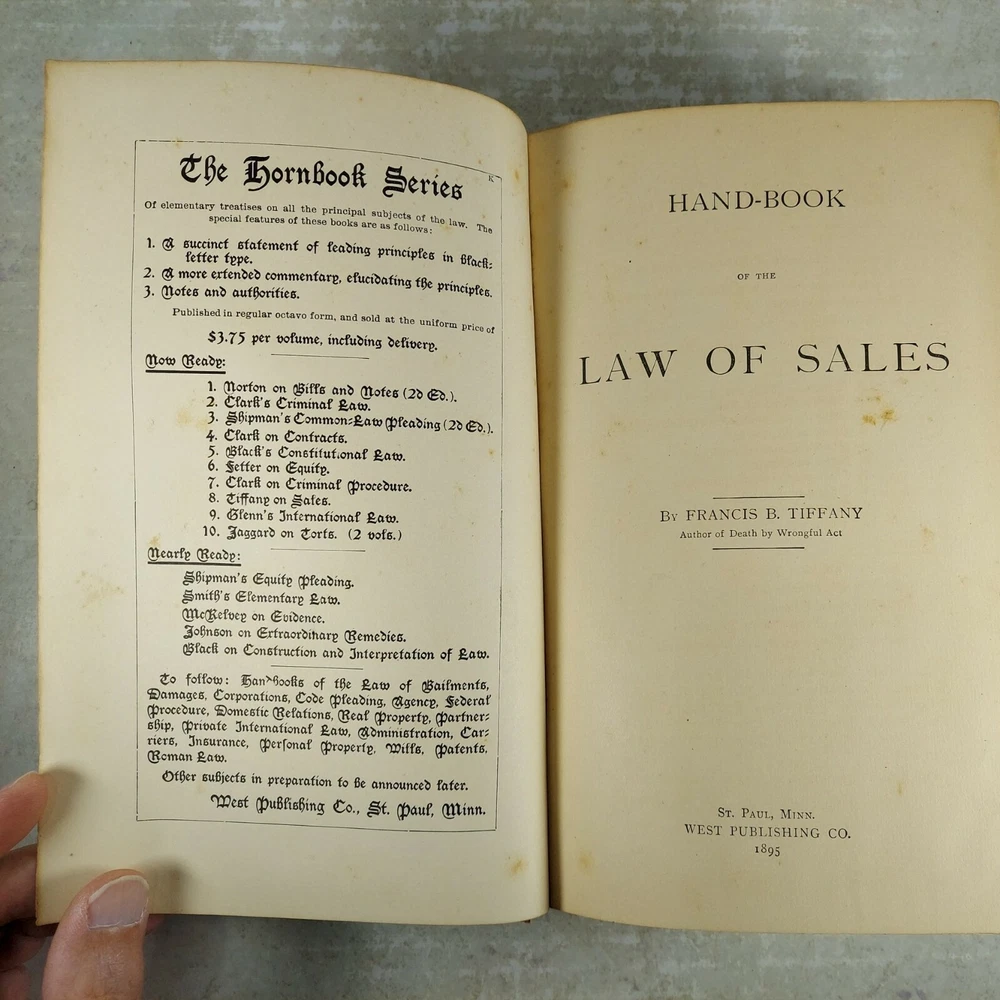 The Hornbook Series
K
Of elementary treatises on all the principal subjects of the law. The
special features of these books are as follows:
1. A succinct statement of leading principles in black-
letter type.
2. A more extended commentary, elucidating the principles.
3. Notes and authorities.
Published in regular octavo form, and sold at the uniform price of
$3.75 per volume, including delivery.
Now Ready:
1. Norton on Bills and Notes (2d Ed.).
2. Clark's Criminal Law.
3. Shipman's Common-Law Pleading (2d Ed.).
4. Clark on Contracts.
5. Black's Constitutional Law.
6. Fetter on Equity.
7. Clark on Criminal Procedure.
8. Tiffany on Sales.
9. Glenn's International Law.
10. Jaggard on Torts. (2 vols.)
Nearly Ready:
Shipman's Equity Pleading.
Smith's Elementary Law.
McKelvey on Evidence.
Johnson on Extraordinary Remedies.
Black on Construction and Interpretation of Law.
To follow: Handbooks of the Law of Bailments,
Damages, Corporations, Code Pleading, Agency, Federal
Procedure, Domestic Relations, Real Property, Partner-
ship, Private International Law, Administration, Car-
riers, Insurance, Personal Property, Wills, Patents,
Roman Law.
Other subjects in preparation to be announced later.
West Publishing Co., St. Paul, Minn.
HAND-BOOK
OF THE
LAW OF SALES
By FRANCIS B. TIFFANY
Author of Death by Wrongful Act
St. Paul, Minn.
WEST PUBLISHING CO.
1895